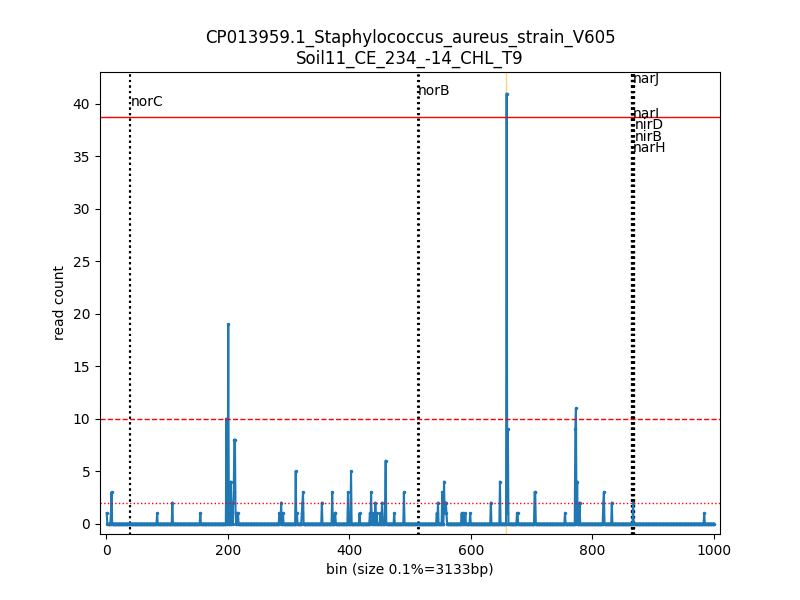 CP013959.1_Staphylococcus_aureus_strain_V605
Soil11_CE_234_-14_CHL_T9
narJ
norC
norB
narI
nirD
nirB
narH
40
35
30
25
20
15
10
5
0
read count
0 200 400 600 800 1000
bin (size 0.1%=3133bp)